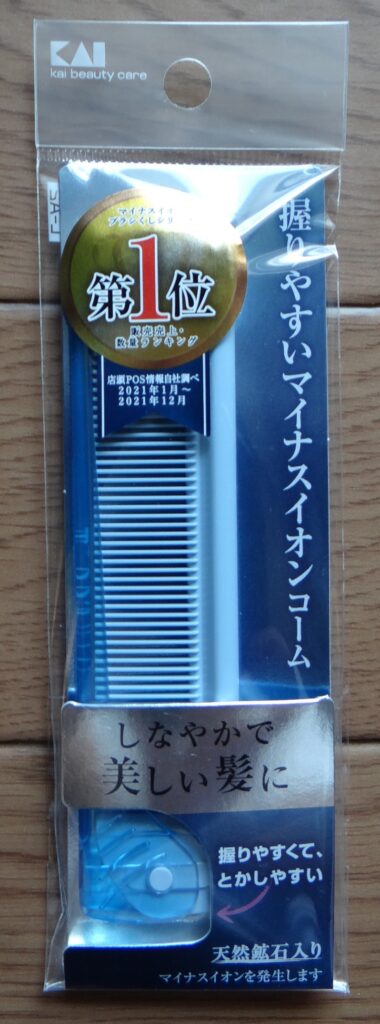 KAI
kai beauty care
マイナスイオン
ブラシくしシリーズ
第1位
販売売上・
数量ランキング
店頭POS情報自社調べ
2021年1月〜
2021年12月
握りやすいマイナスイオンコーム
しなやかで
美しい髪に
握りやすくて、
とかしやすい
天然鉱石入り
マイナスイオンを発生します